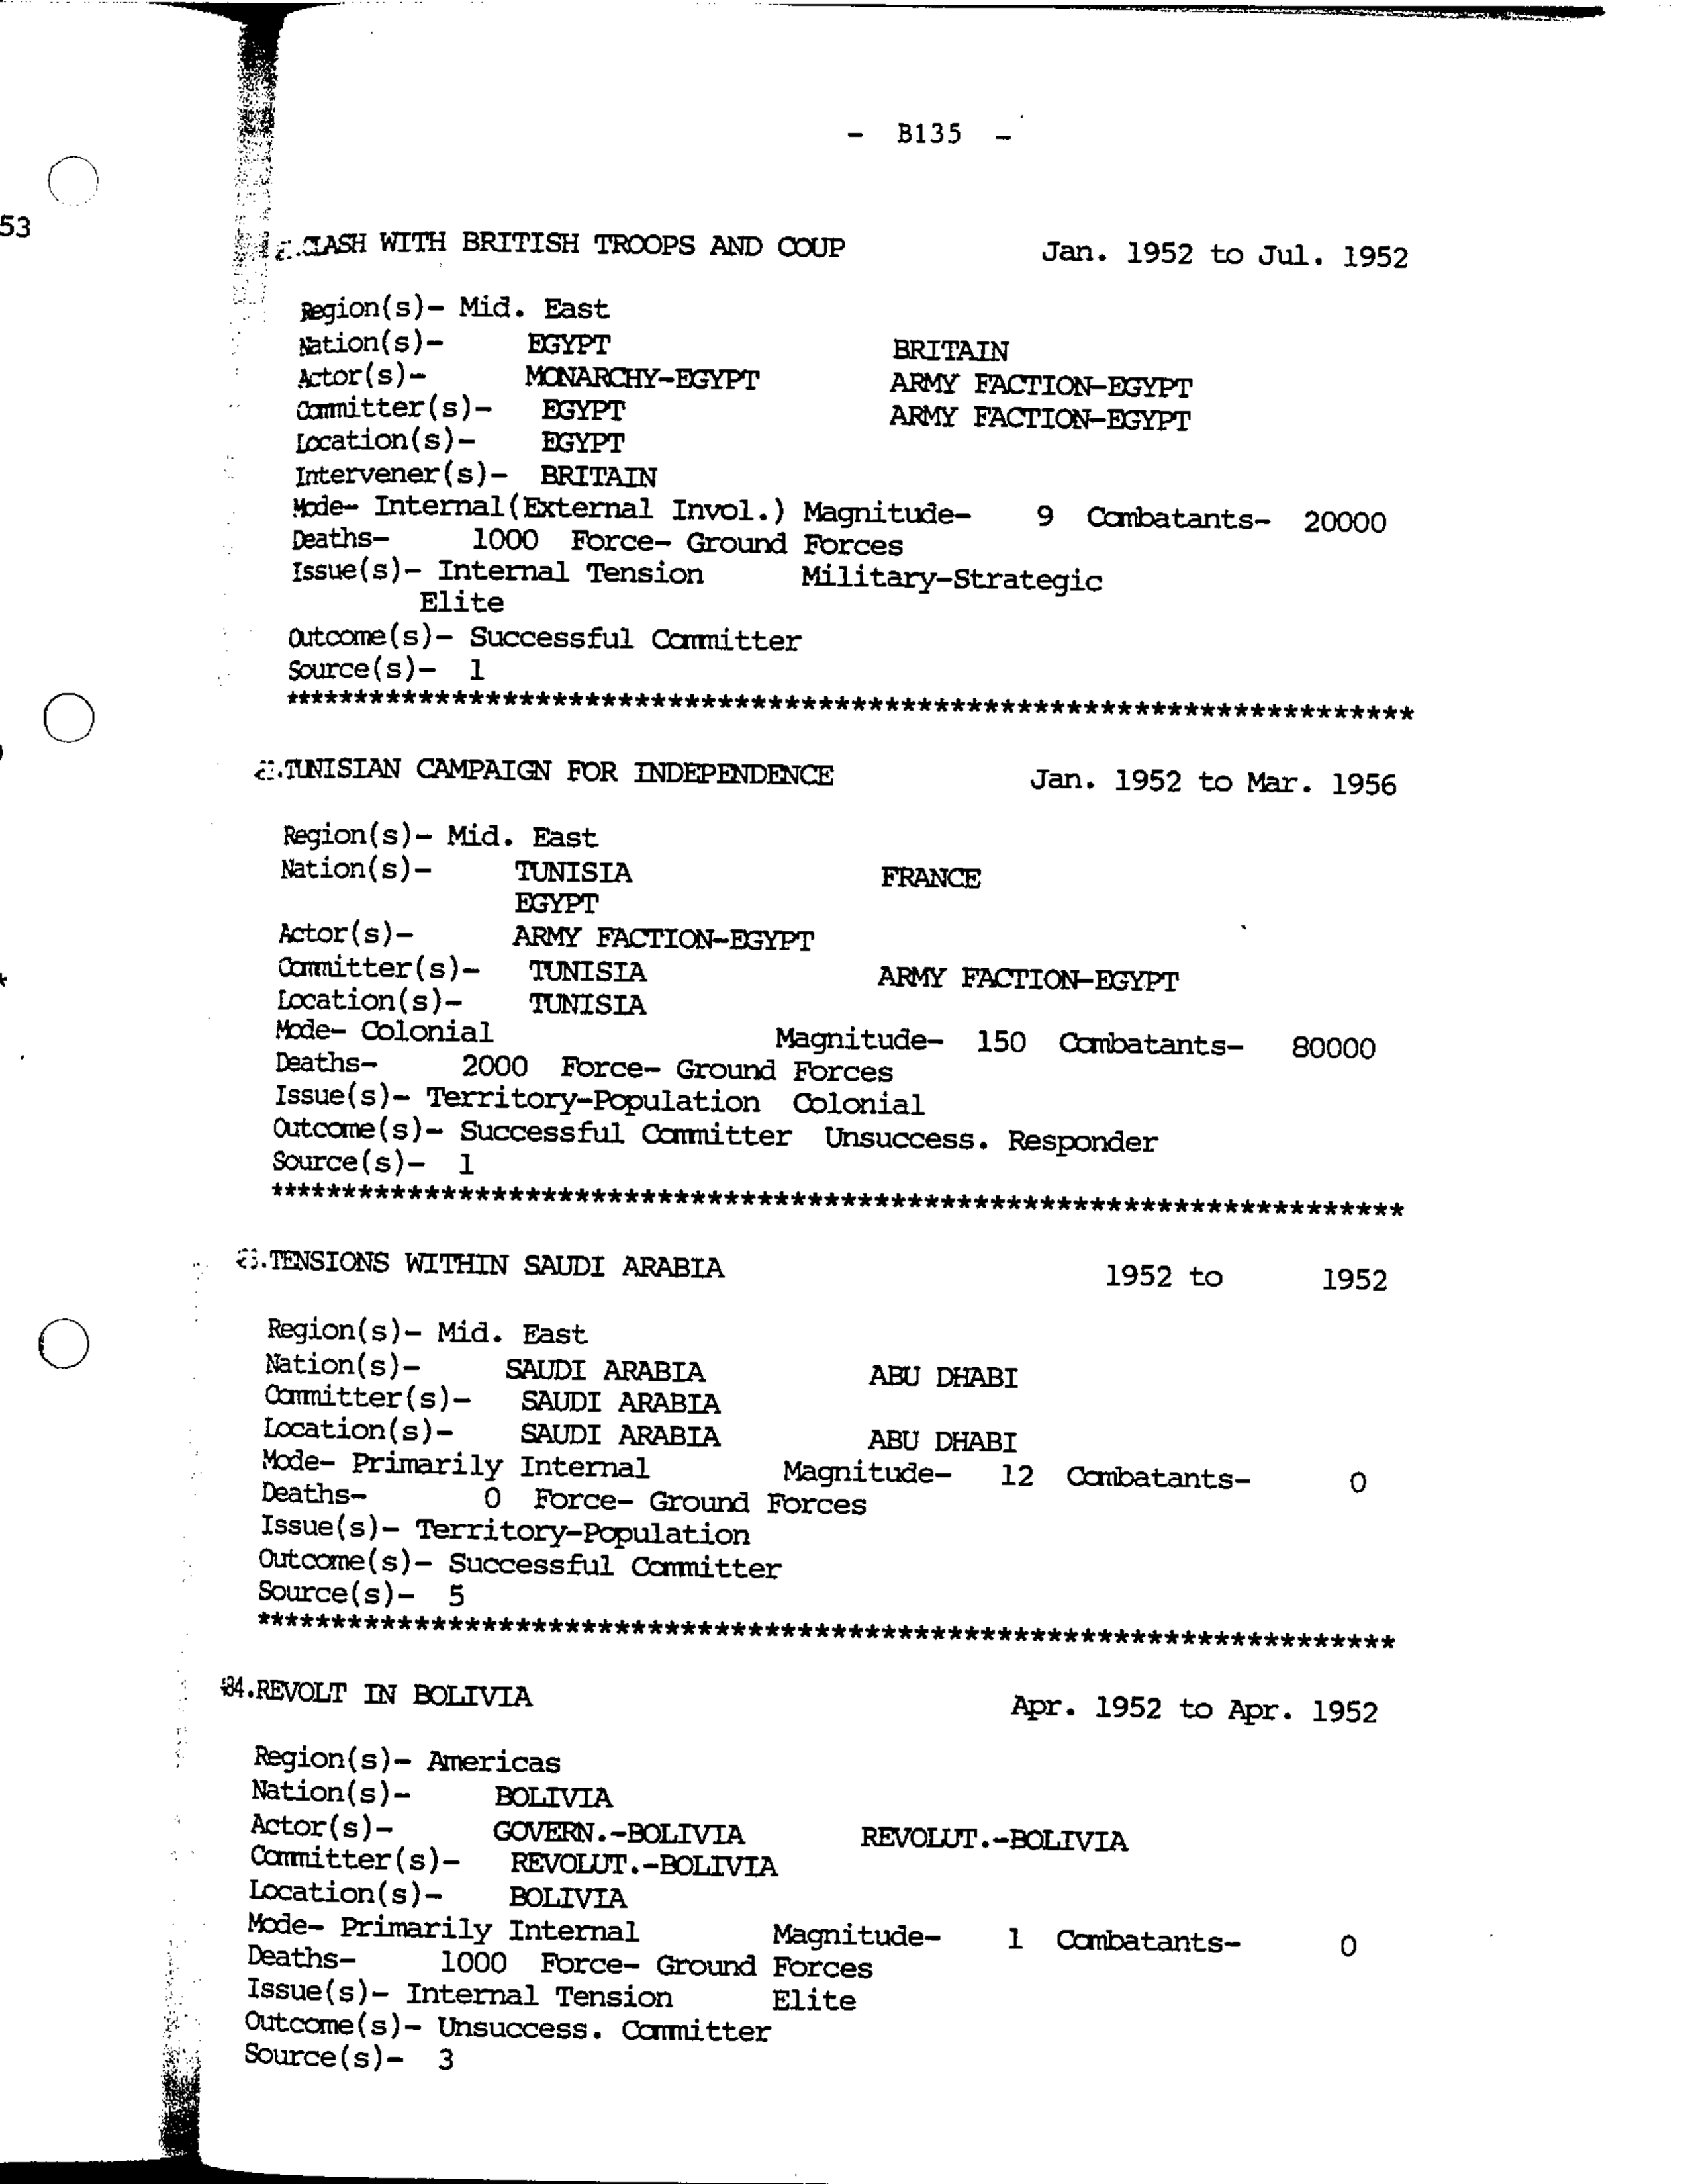 - B135 -
53
CLASH WITH BRITISH TROOPS AND COUP Jan. 1952 to Jul. 1952
Region(s)- Mid. East
Nation(s)- EGYPT BRITAIN
Actor(s)- MONARCHY-EGYPT ARMY FACTION-EGYPT
Committer(s)- EGYPT ARMY FACTION-EGYPT
Location(s)- EGYPT
Intervener(s)- BRITAIN
Mode- Internal(External Invol.) Magnitude- 9 Combatants- 20000
Deaths- 1000 Force- Ground Forces
Issue(s)- Internal Tension Military-Strategic
Elite
Outcome(s)- Successful Committer
Source(s)- 1
*********************************************************************
TUNISIAN CAMPAIGN FOR INDEPENDENCE Jan. 1952 to Mar. 1956
Region(s)- Mid. East
Nation(s)- TUNISIA FRANCE
EGYPT
Actor(s)- ARMY FACTION-EGYPT
Committer(s)- TUNISIA ARMY FACTION-EGYPT
Location(s)- TUNISIA
Mode- Colonial Magnitude- 150 Combatants- 80000
Deaths- 2000 Force- Ground Forces
Issue(s)- Territory-Population Colonial
Outcome(s)- Successful Committer Unsuccess. Responder
Source(s)- 1
*********************************************************************
TENSIONS WITHIN SAUDI ARABIA 1952 to 1952
Region(s)- Mid. East
Nation(s)- SAUDI ARABIA ABU DHABI
Committer(s)- SAUDI ARABIA
Location(s)- SAUDI ARABIA ABU DHABI
Mode- Primarily Internal Magnitude- 12 Combatants- 0
Deaths- 0 Force- Ground Forces
Issue(s)- Territory-Population
Outcome(s)- Successful Committer
Source(s)- 5
*********************************************************************
84.REVOLT IN BOLIVIA Apr. 1952 to Apr. 1952
Region(s)- Americas
Nation(s)- BOLIVIA
Actor(s)- GOVERN.-BOLIVIA REVOLUT.-BOLIVIA
Committer(s)- REVOLUT.-BOLIVIA
Location(s)- BOLIVIA
Mode- Primarily Internal Magnitude- 1 Combatants- 0
Deaths- 1000 Force- Ground Forces
Issue(s)- Internal Tension Elite
Outcome(s)- Unsuccess. Committer
Source(s)- 3